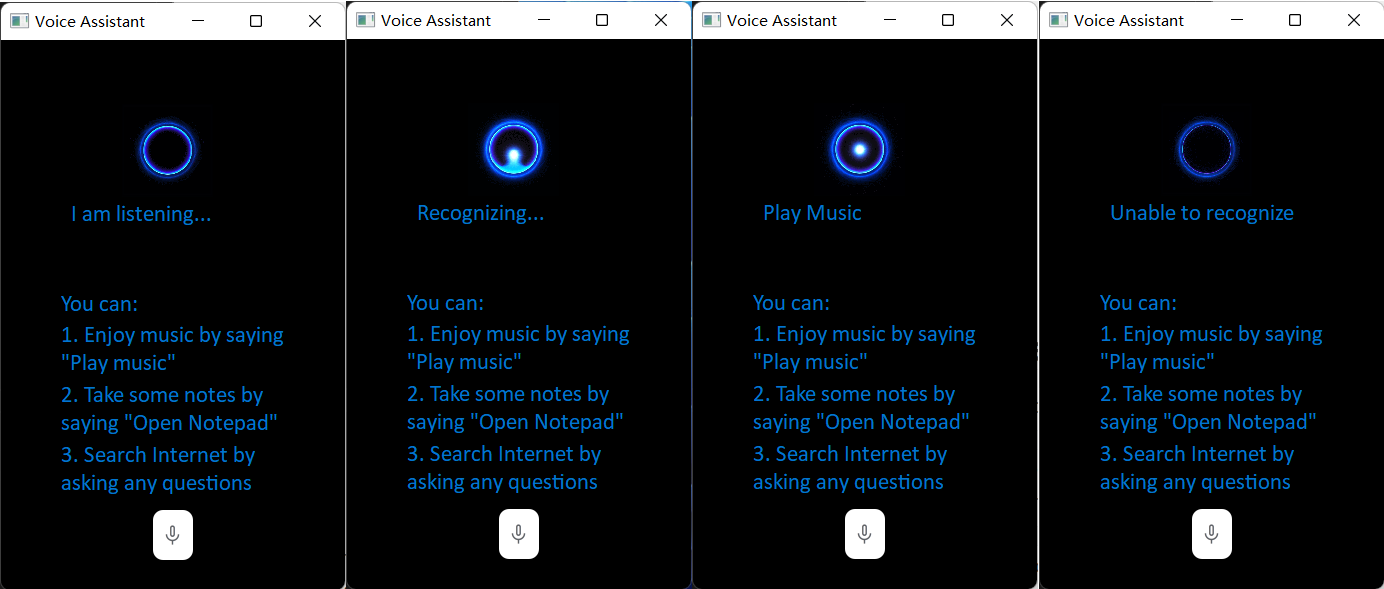 Voice Assistant
I am listening...
You can:
1. Enjoy music by saying
"Play music"
2. Take some notes by
saying "Open Notepad"
3. Search Internet by
asking any questions
Voice Assistant
Recognizing...
You can:
1. Enjoy music by saying
"Play music"
2. Take some notes by
saying "Open Notepad"
3. Search Internet by
asking any questions
Voice Assistant
Play Music
You can:
1. Enjoy music by saying
"Play music"
2. Take some notes by
saying "Open Notepad"
3. Search Internet by
asking any questions
Voice Assistant
Unable to recognize
You can:
1. Enjoy music by saying
"Play music"
2. Take some notes by
saying "Open Notepad"
3. Search Internet by
asking any questions